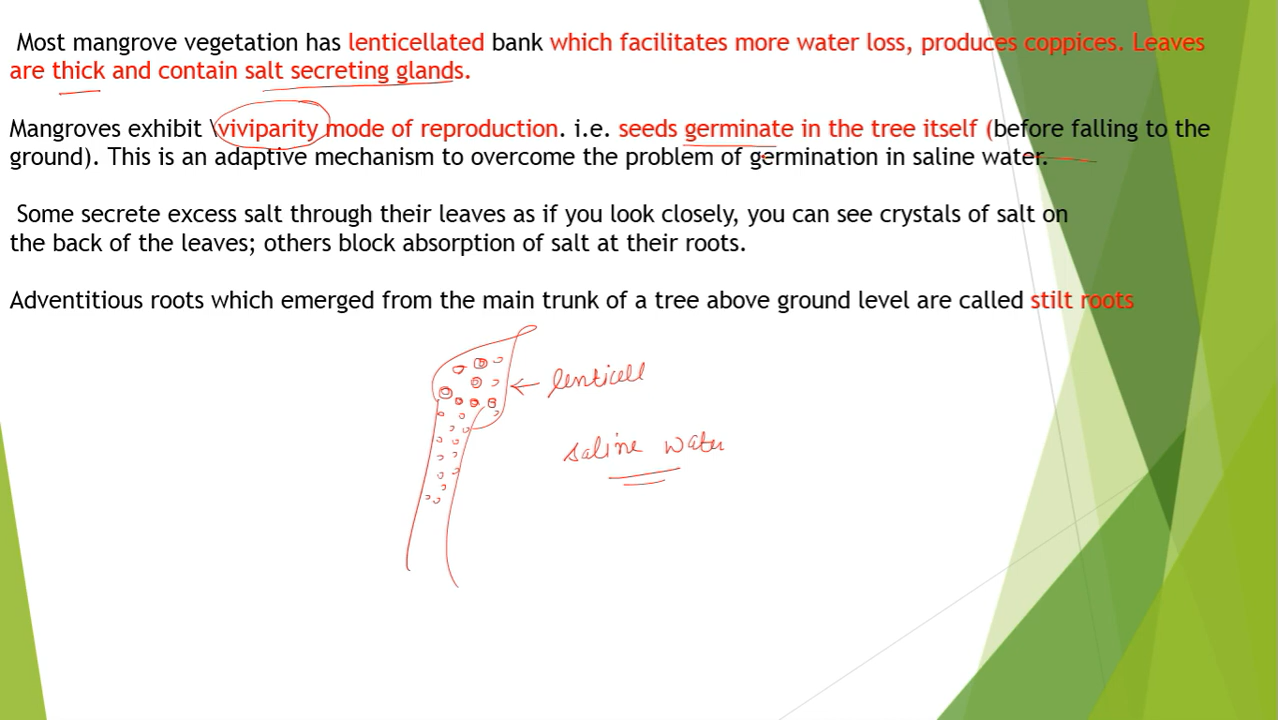 Most mangrove vegetation has lenticellated bank which facilitates more water loss, produces coppices. Leaves
are thick and contain salt secreting glands.
Mangroves exhibit \viviparity mode of reproduction. i.e. seeds germinate in the tree itself (before falling to the
ground). This is an adaptive mechanism to overcome the problem of germination in saline water.
Some secrete excess salt through their leaves as if you look closely, you can see crystals of salt on
the back of the leaves; others block absorption of salt at their roots.
Adventitious roots which emerged from the main trunk of a tree above ground level are called stilt roots
lenticell
saline water